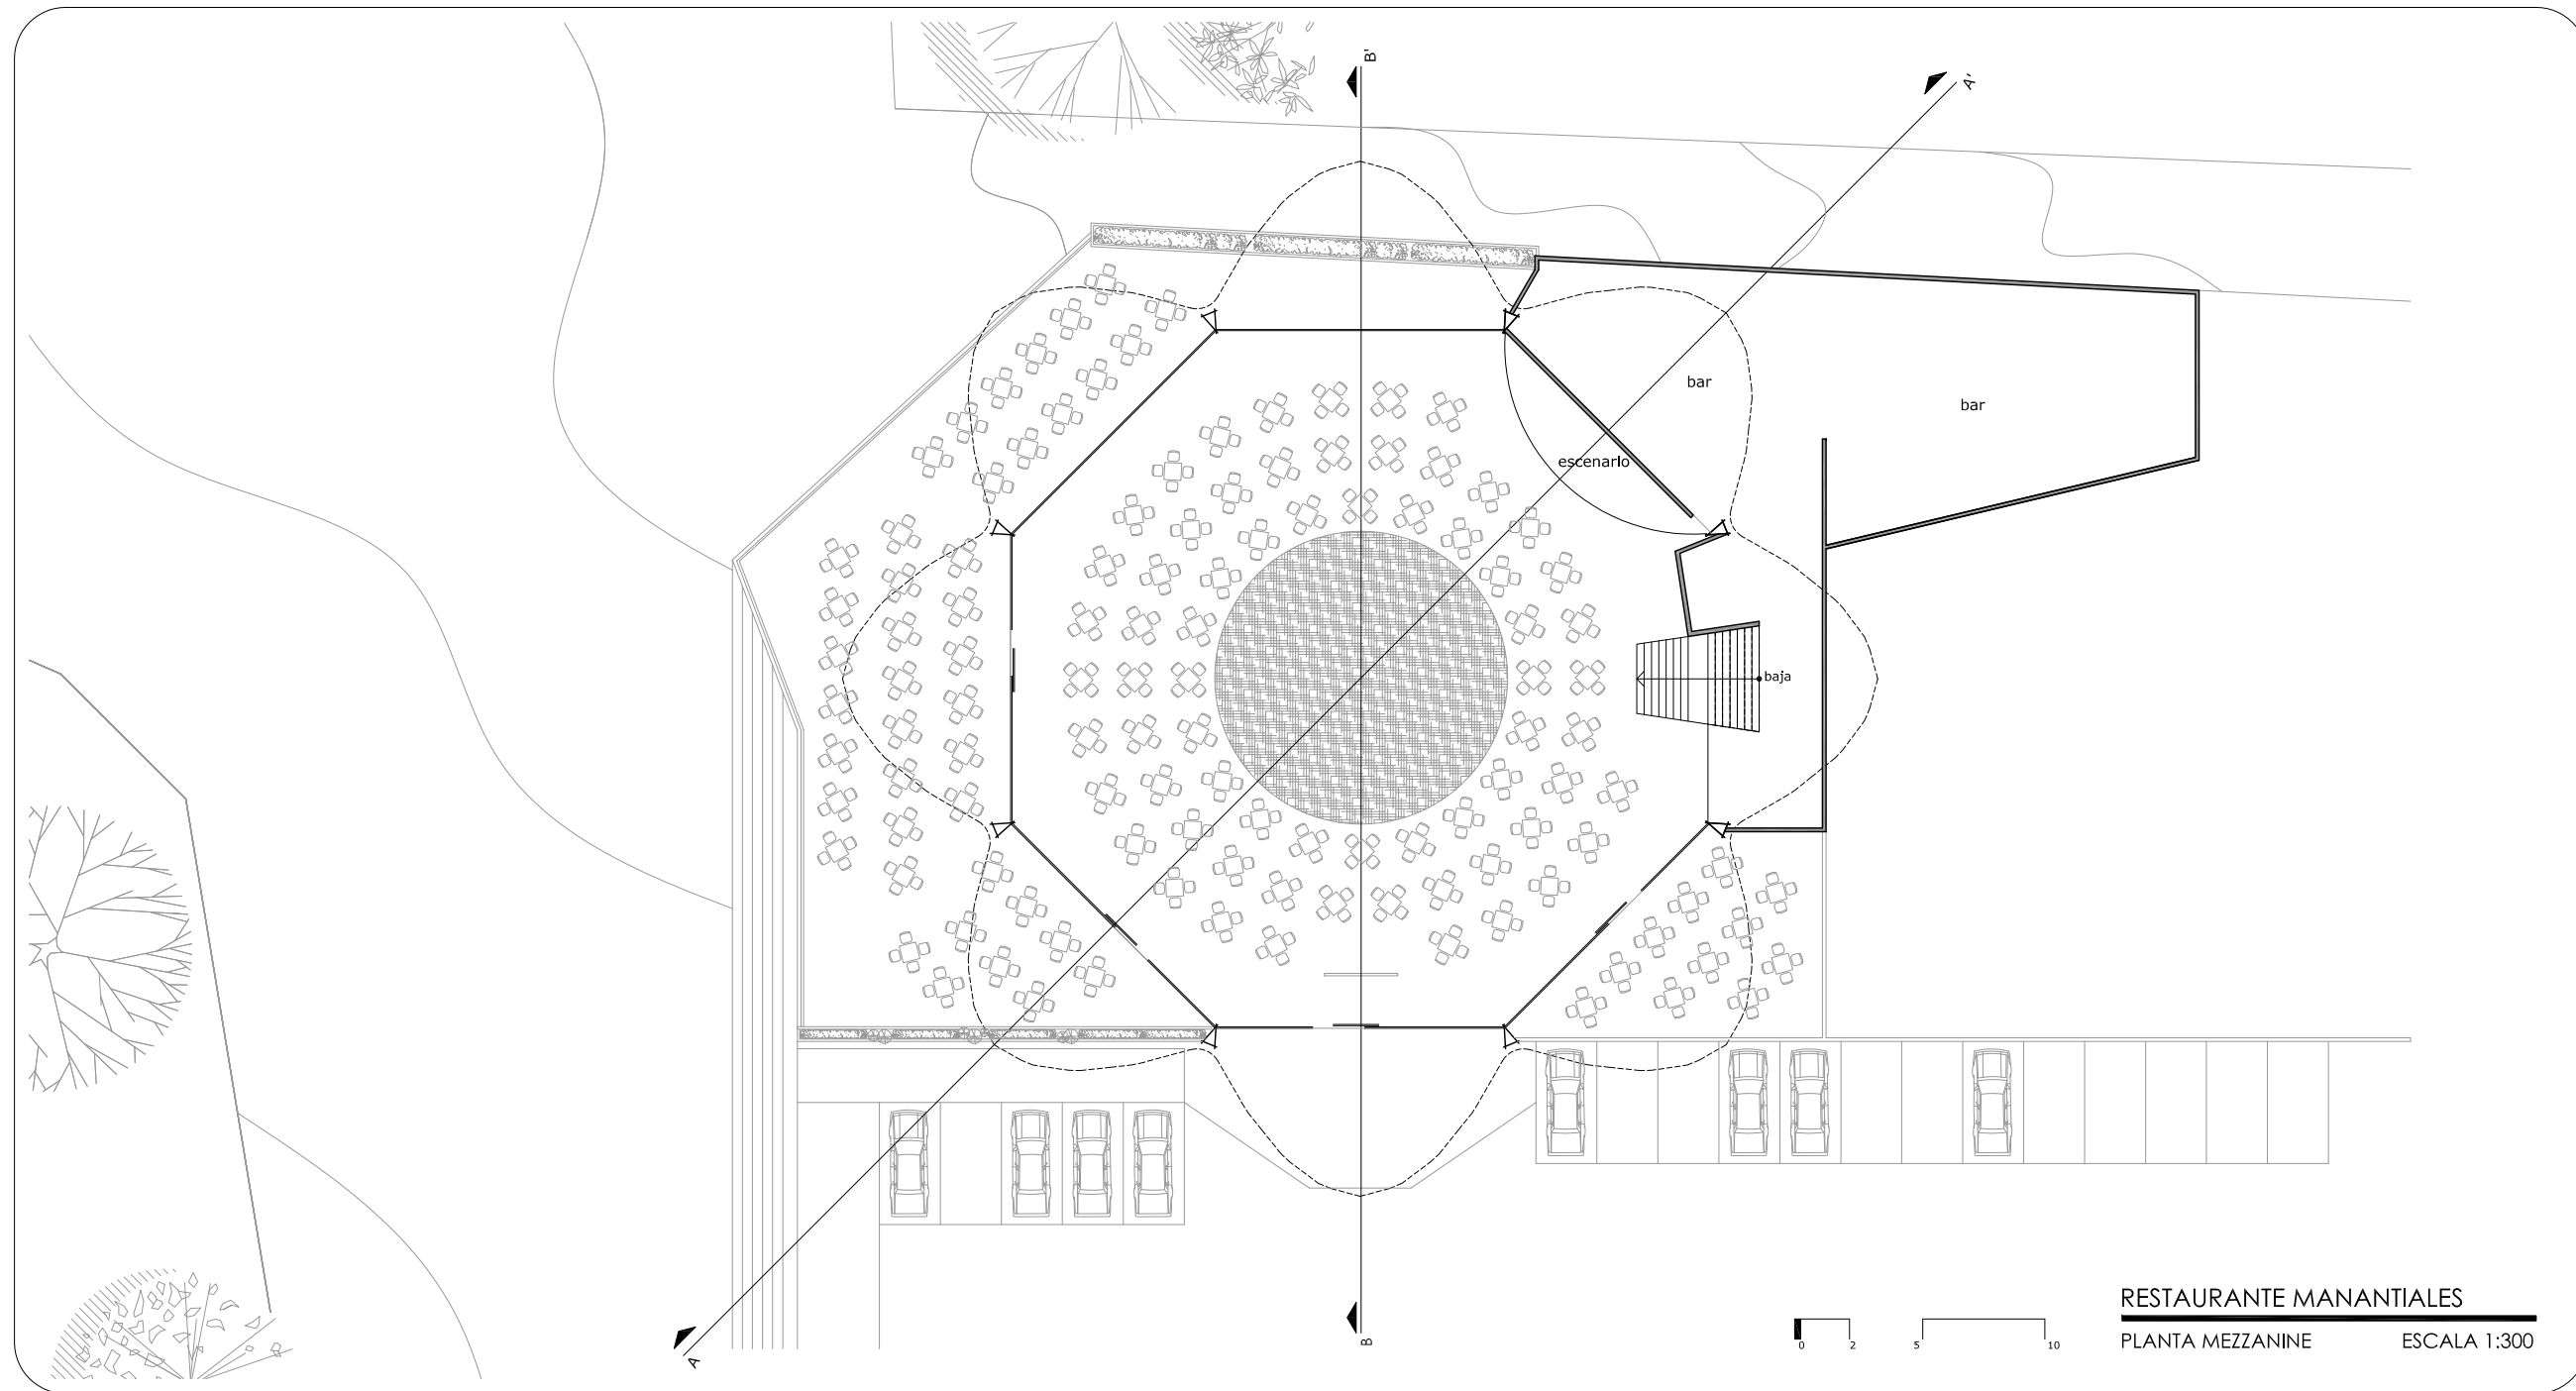 B'
A'
bar
bar
escenario
baja
A
B
0 2 5 10
RESTAURANTE MANANTIALES
PLANTA MEZZANINE ESCALA 1:300